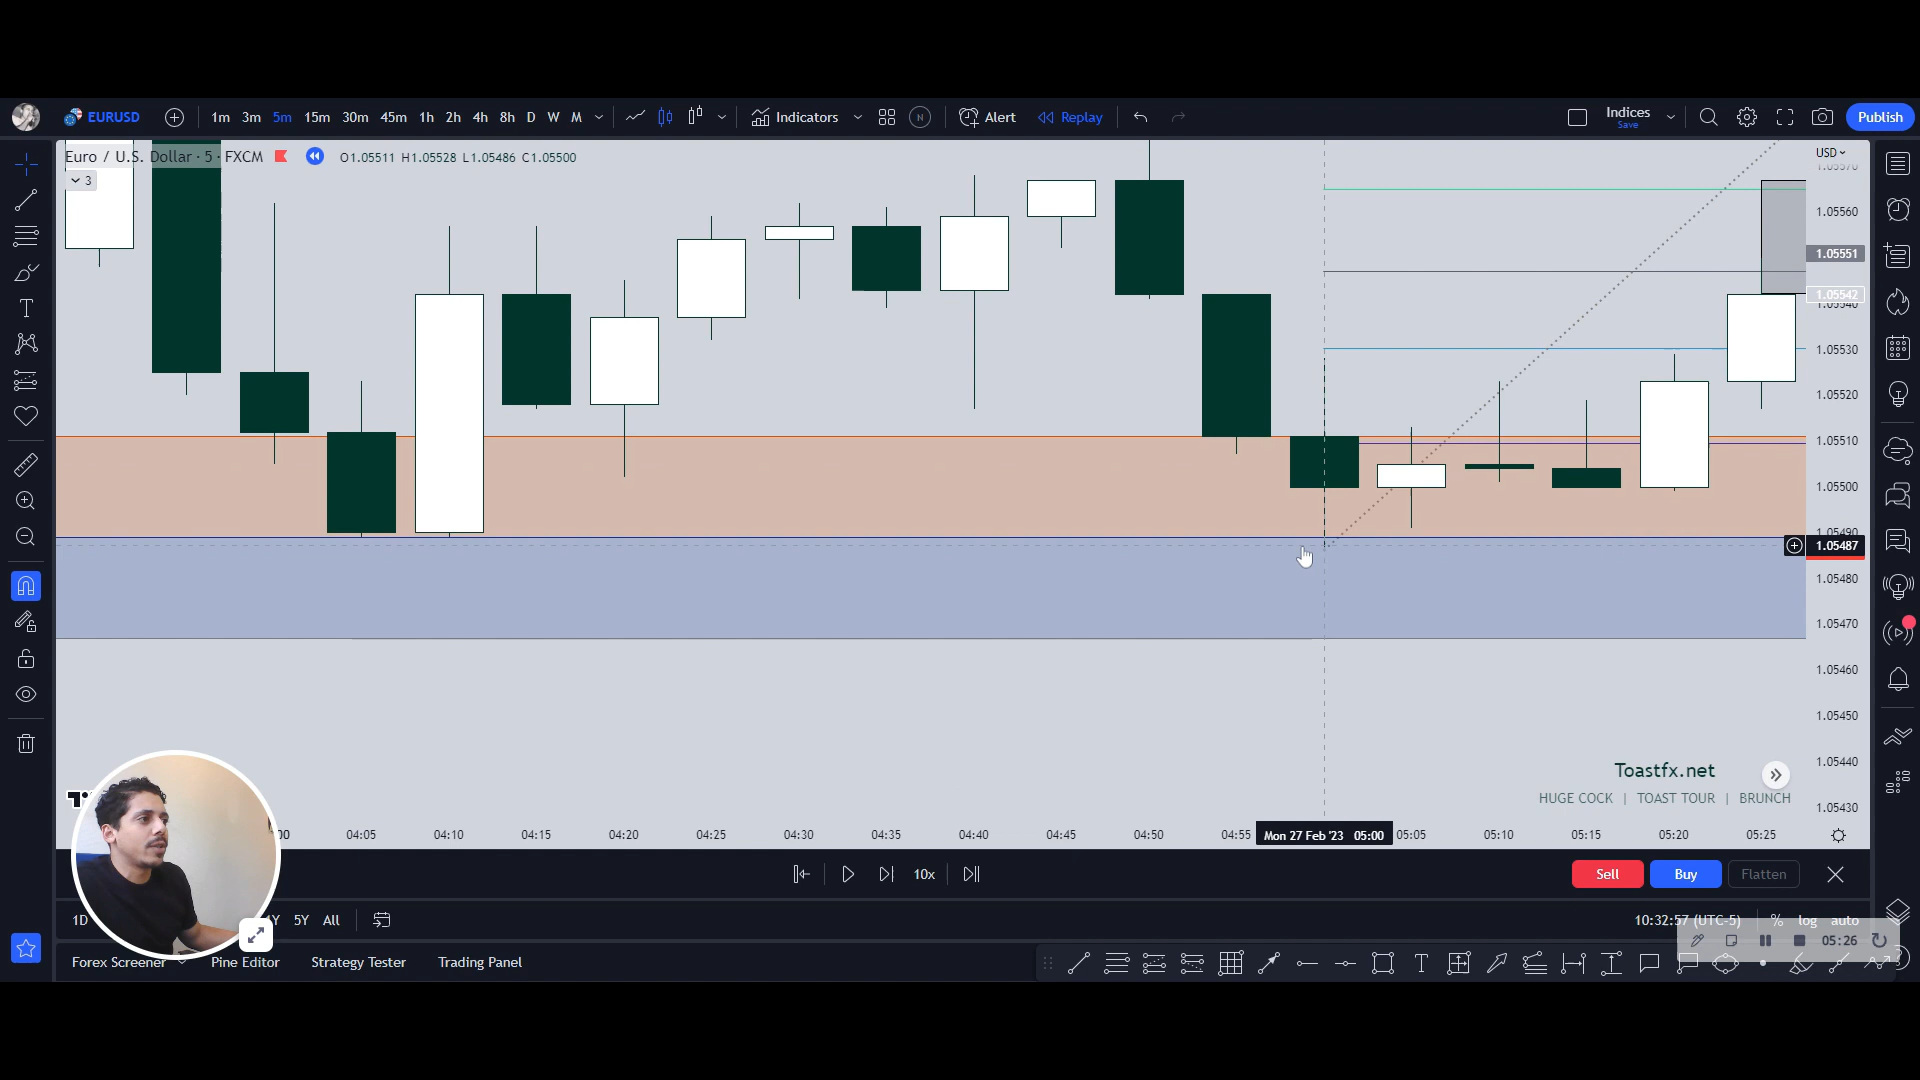 EURUSD 1m 3m 5m 15m 30m 45m 1h 2h 4h 8h D W M Indicators N Alert Replay Indices Save Publish
Euro / U.S. Dollar · 5 · FXCM O1.05511 H1.05528 L1.05486 C1.05500
3
USD
1.05570
1.05560
1.05551
1.05542
1.05540
1.05530
1.05520
1.05510
1.05500
1.05490
1.05487
1.05480
1.05470
1.05460
1.05450
1.05440
1.05430
Toastfx.net
HUGE COCK | TOAST TOUR | BRUNCH
04:05 04:10 04:15 04:20 04:25 04:30 04:35 04:40 04:45 04:50 04:55 Mon 27 Feb '23 05:00 05:05 05:10 05:15 05:20 05:25
10x Sell Buy Flatten
1D 5Y All 10:32:57 (UTC-5) % log auto
05:26
Forex Screener Pine Editor Strategy Tester Trading Panel